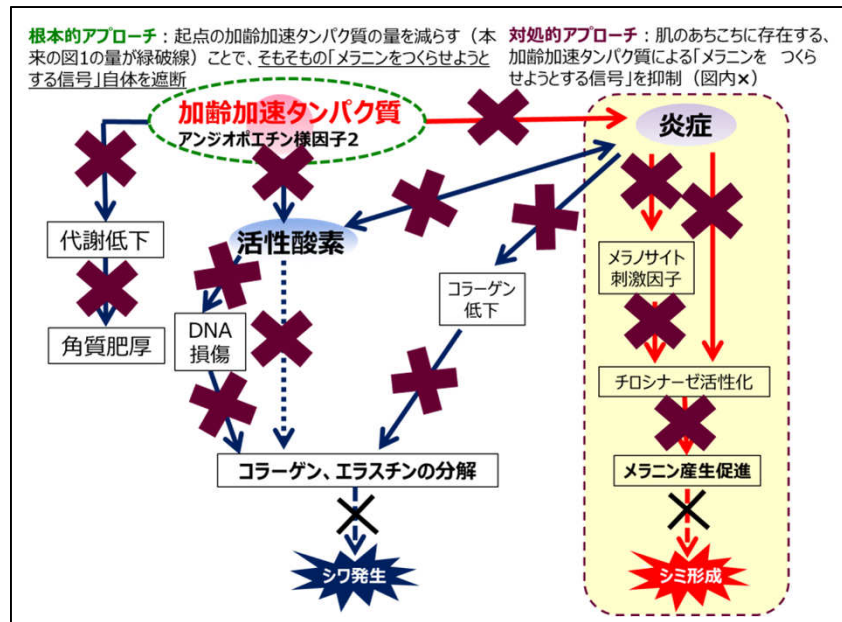 根本的アプローチ：起点の加齢加速タンパク質の量を減らす（本
来の図1の量が緑破線）ことで、そもそもの「メラニンをつくらせようと
する信号」自体を遮断
対処的アプローチ：肌のあちこちに存在する、
加齢加速タンパク質による「メラニンを　つくら
せようとする信号」を抑制（図内×）
加齢加速タンパク質
アンジオポエチン様因子2
炎症
代謝低下
活性酸素
メラノサイト
刺激因子
コラーゲン
低下
角質肥厚
DNA
損傷
チロシナーゼ活性化
コラーゲン、エラスチンの分解
メラニン産生促進
シワ発生
シミ形成